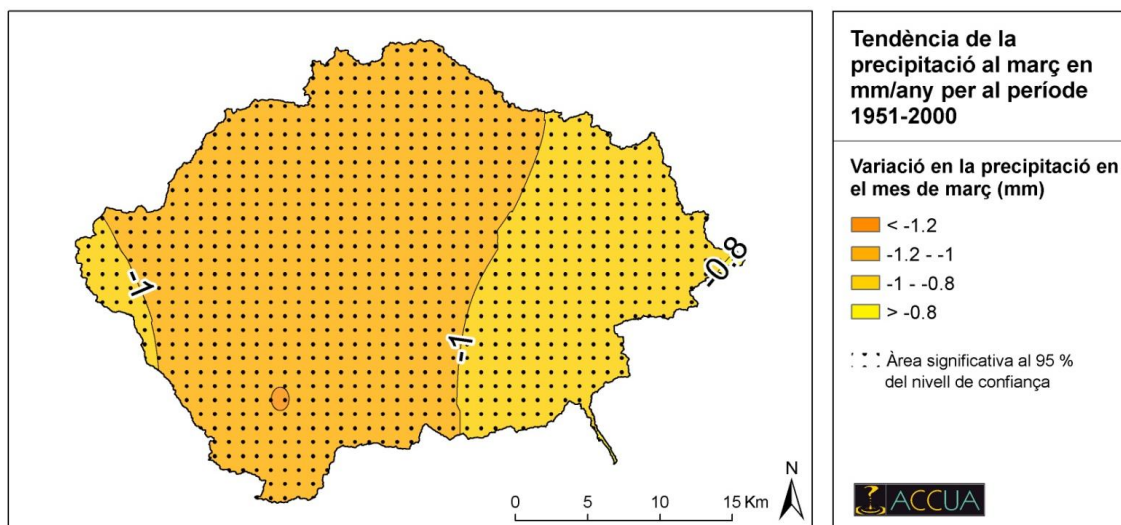 -1
-1
-0.8
N
0 5 10 15 Km
Tendència de la
precipitació al març en
mm/any per al període
1951-2000
Variació en la precipitació en
el mes de març (mm)
< -1.2
-1.2 - -1
-1 - -0.8
> -0.8
Àrea significativa al 95 %
del nivell de confiança
ACCUA